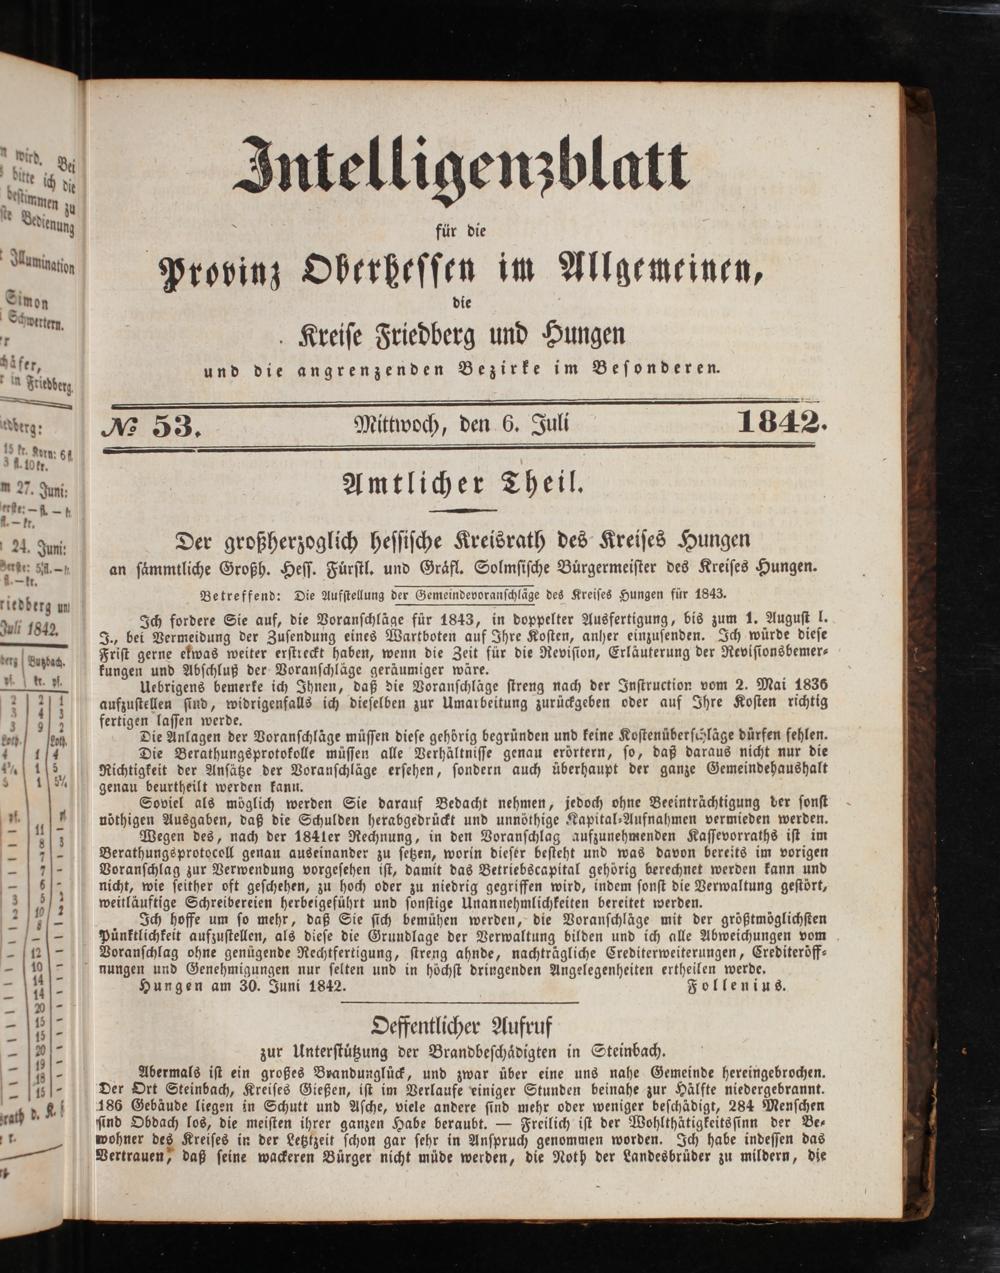 Intelligenzblatt
für die
Provinz Oberhessen im Allgemeinen,
die
Kreise Friedberg und Hungen
und die angrenzenden Bezirke im Besonderen.
№ 53. Mittwoch, den 6. Juli 1842.
Amtlicher Theil.
Der großherzoglich hessische Kreisrath des Kreises Hungen
an sämmtliche Großh. Hess. Fürstl. und Gräfl. Solmsische Bürgermeister des Kreises Hungen.
Betreffend: Die Aufstellung der Gemeindevoranschläge des Kreises Hungen für 1843.
Ich fordere Sie auf, die Voranschläge für 1843, in doppelter Ausfertigung, bis zum 1. August l.
J., bei Vermeidung der Zusendung eines Wartboten auf Ihre Kosten, anher einzusenden. Ich würde diese
Frist gerne etwas weiter erstreckt haben, wenn die Zeit für die Revision, Erläuterung der Revisionsbemer-
kungen und Abschluß der Voranschläge geräumiger wäre.
Uebrigens bemerke ich Ihnen, daß die Voranschläge streng nach der Instruction vom 2. Mai 1836
aufzustellen sind, widrigenfalls ich dieselben zur Umarbeitung zurückgeben oder auf Ihre Kosten richtig
fertigen lassen werde.
Die Anlagen der Voranschläge müssen diese gehörig begründen und keine Kostenüberschläge dürfen fehlen.
Die Berathungsprotokolle müssen alle Verhältnisse genau erörtern, so, daß daraus nicht nur die
Richtigkeit der Ansätze der Voranschläge ersehen, sondern auch überhaupt der ganze Gemeindehaushalt
genau beurtheilt werden kann.
Soviel als möglich werden Sie darauf Bedacht nehmen, jedoch ohne Beeinträchtigung der sonst
nöthigen Ausgaben, daß die Schulden herabgedrückt und unnöthige Kapital-Aufnahmen vermieden werden.
Wegen des, nach der 1841er Rechnung, in den Voranschlag aufzunehmenden Kassevorraths ist im
Berathungsprotocoll genau auseinander zu setzen, worin dieser besteht und was davon bereits im vorigen
Voranschlag zur Verwendung vorgesehen ist, damit das Betriebscapital gehörig berechnet werden kann und
nicht, wie seither oft geschehen, zu hoch oder zu niedrig gegriffen wird, indem sonst die Verwaltung gestört,
weitläuftige Schreibereien herbeigeführt und sonstige Unannehmlichkeiten bereitet werden.
Ich hoffe um so mehr, daß Sie sich bemühen werden, die Voranschläge mit der größtmöglichsten
Pünktlichkeit aufzustellen, als diese die Grundlage der Verwaltung bilden und ich alle Abweichungen vom
Voranschlag ohne genügende Rechtfertigung, streng ahnde, nachträgliche Crediterweiterungen, Crediteröff-
nungen und Genehmigungen nur selten und in höchst dringenden Angelegenheiten ertheilen werde.
Hungen am 30. Juni 1842. Follenius.
Oeffentlicher Aufruf
zur Unterstützung der Brandbeschädigten in Steinbach.
Abermals ist ein großes Brandunglück, und zwar über eine uns nahe Gemeinde hereingebrochen.
Der Ort Steinbach, Kreises Gießen, ist im Verlaufe einiger Stunden beinahe zur Hälfte niedergebrannt.
186 Gebäude liegen in Schutt und Asche, viele andere sind mehr oder weniger beschädigt, 284 Menschen
sind Obdach los, die meisten ihrer ganzen Habe beraubt. — Freilich ist der Wohlthätigkeitssinn der Be-
wohner des Kreises in der Letztzeit schon gar sehr in Anspruch genommen worden. Ich habe indessen das
Vertrauen, daß seine wackeren Bürger nicht müde werden, die Noth der Landesbrüder zu mildern, die